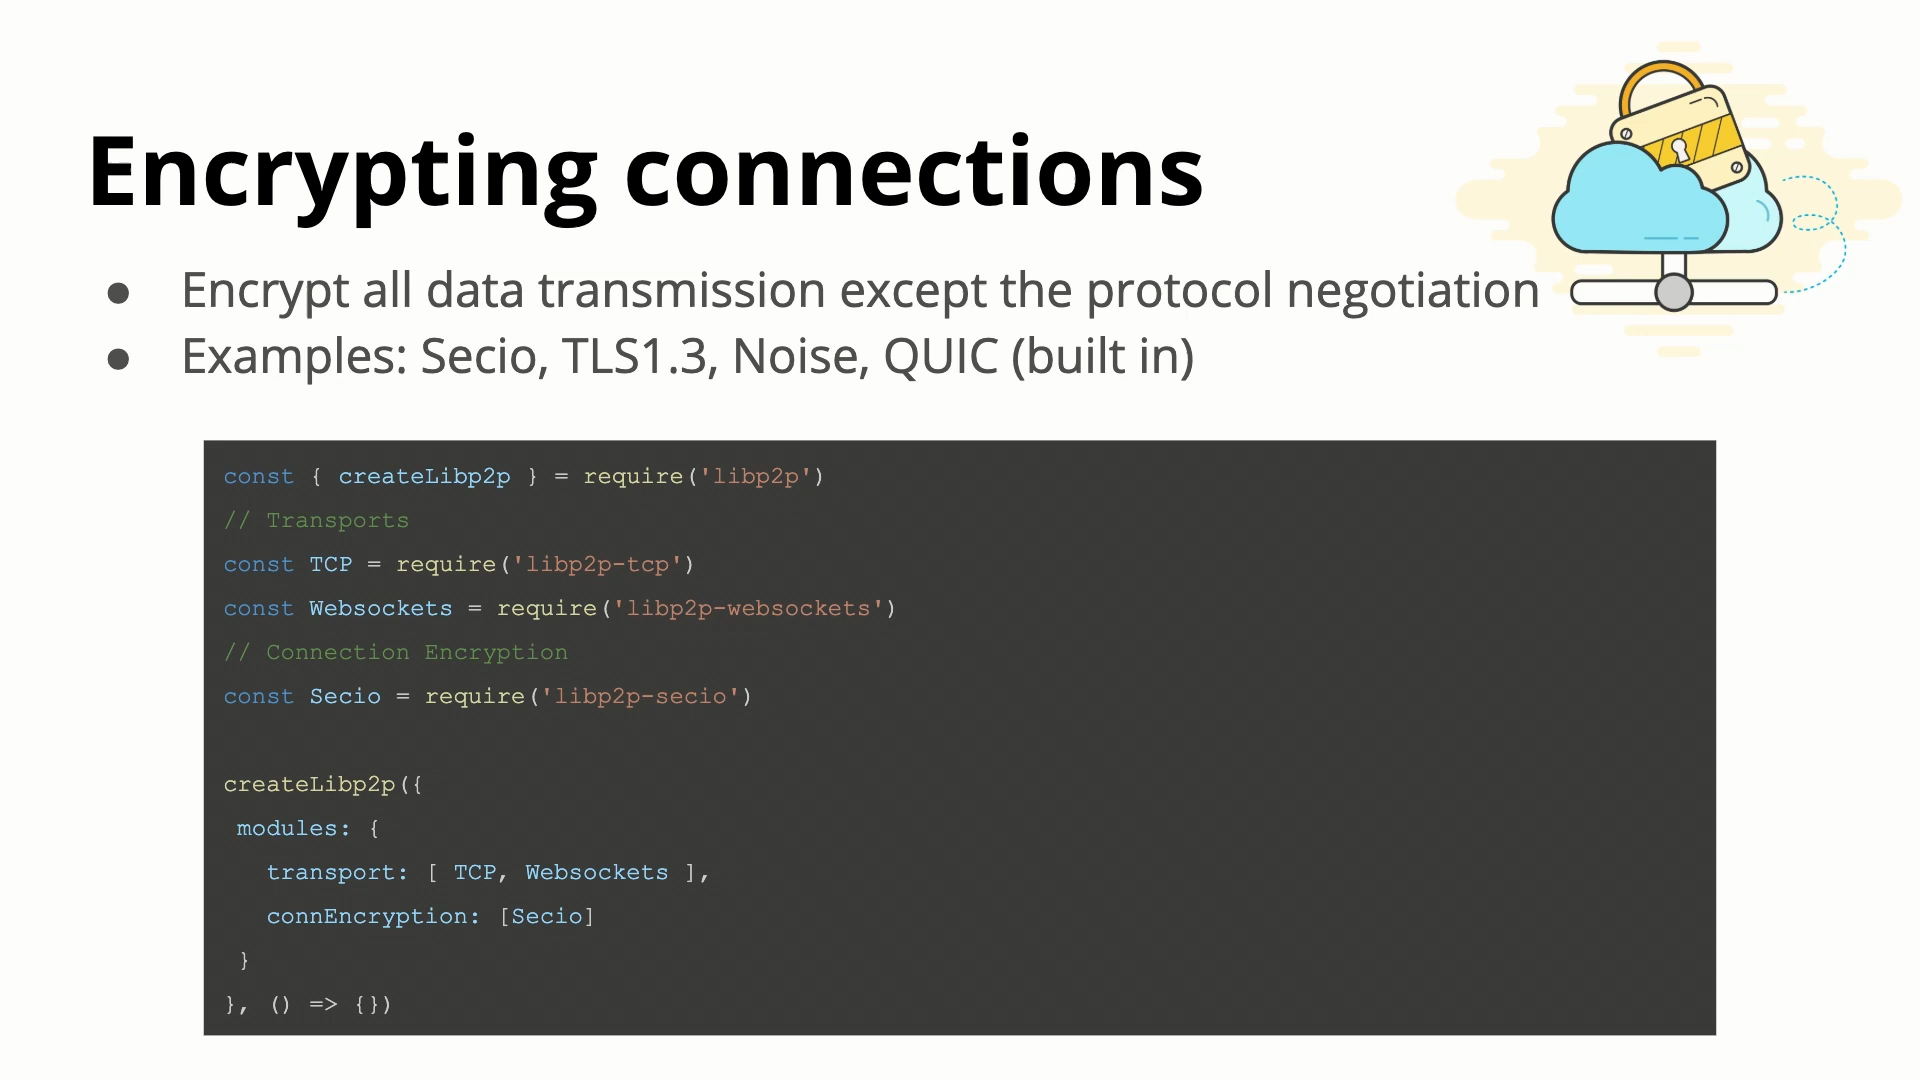 Encrypting connections
● Encrypt all data transmission except the protocol negotiation
● Examples: Secio, TLS1.3, Noise, QUIC (built in)
const { createLibp2p } = require('libp2p')
// Transports
const TCP = require('libp2p-tcp')
const Websockets = require('libp2p-websockets')
// Connection Encryption
const Secio = require('libp2p-secio')
createLibp2p({
 modules: {
   transport: [ TCP, Websockets ],
   connEncryption: [Secio]
 }
}, () => {})